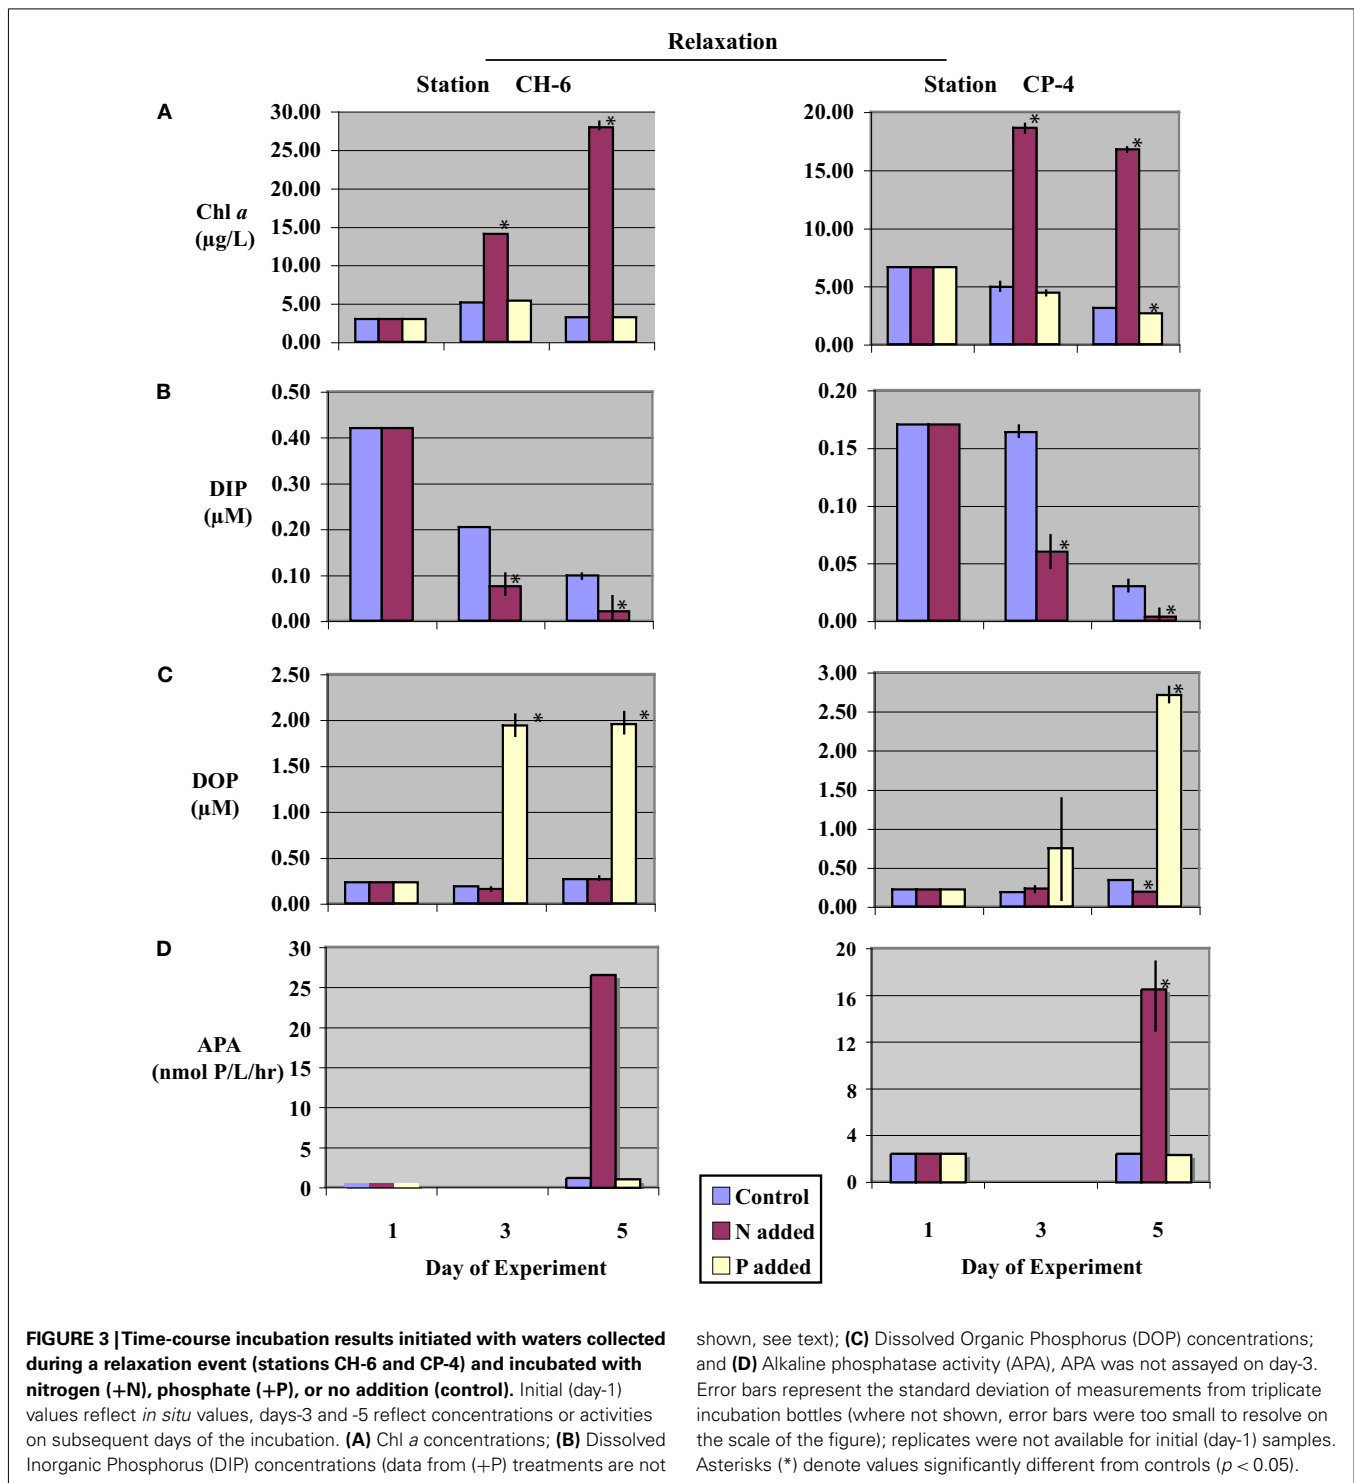 Relaxation
Station CH-6
Station CP-4
A
30.00
25.00
20.00
15.00
10.00
5.00
0.00
Chl a
(µg/L)
*
*
20.00
15.00
10.00
5.00
0.00
*
*
*
B
0.50
0.40
0.30
0.20
0.10
0.00
DIP
(µM)
*
*
0.20
0.15
0.10
0.05
0.00
*
*
C
2.50
2.00
1.50
1.00
0.50
0.00
DOP
(µM)
*
*
3.00
2.50
2.00
1.50
1.00
0.50
0.00
*
*
D
30
25
20
15
10
5
0
APA
(nmol P/L/hr)
20
16
12
8
4
0
*
Control
N added
P added
1 3 5
Day of Experiment
1 3 5
Day of Experiment
FIGURE 3 | Time-course incubation results initiated with waters collected
during a relaxation event (stations CH-6 and CP-4) and incubated with
nitrogen (+N), phosphate (+P), or no addition (control). Initial (day-1)
values reflect in situ values, days-3 and -5 reflect concentrations or activities
on subsequent days of the incubation. (A) Chl a concentrations; (B) Dissolved
Inorganic Phosphorus (DIP) concentrations (data from (+P) treatments are not
shown, see text); (C) Dissolved Organic Phosphorus (DOP) concentrations;
and (D) Alkaline phosphatase activity (APA), APA was not assayed on day-3.
Error bars represent the standard deviation of measurements from triplicate
incubation bottles (where not shown, error bars were too small to resolve on
the scale of the figure); replicates were not available for initial (day-1) samples.
Asterisks (*) denote values significantly different from controls (p < 0.05).